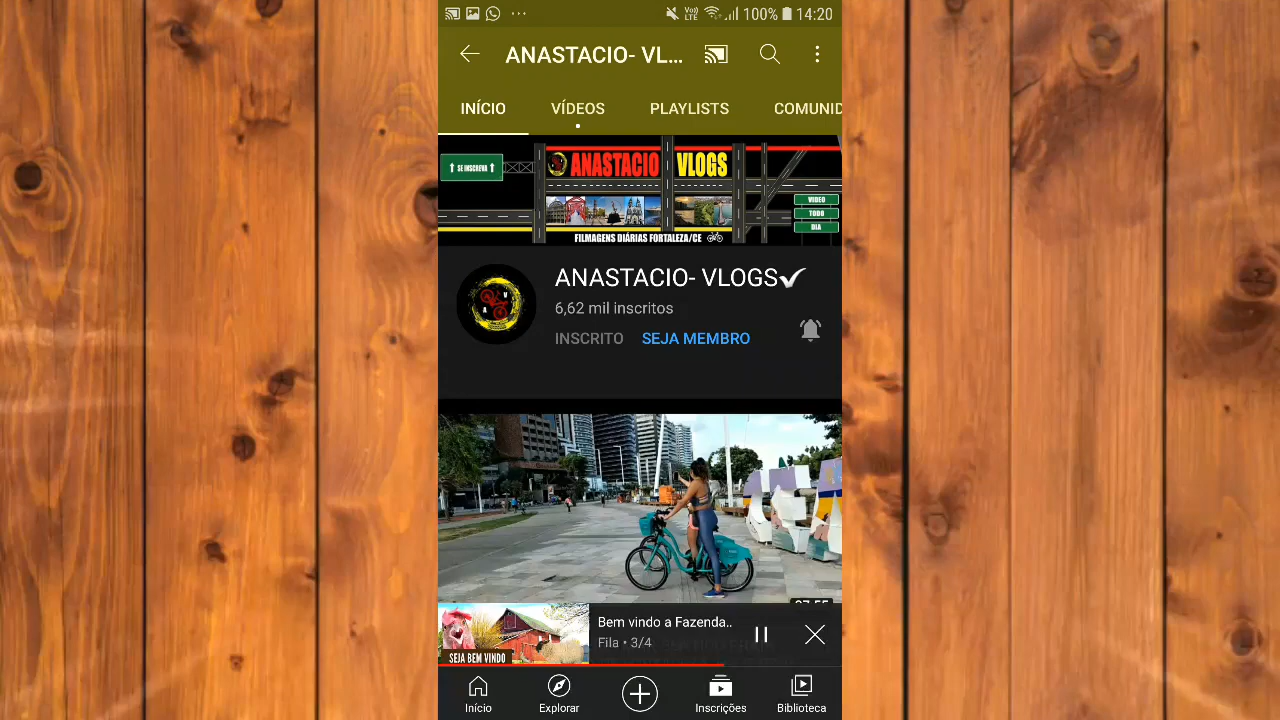 100% 14:20
ANASTACIO- VL...
INÍCIO VÍDEOS PLAYLISTS COMUNID
SE INSCREVA
ANASTACIO VLOGS
VIDEO
TODO
DIA
FILMAGENS DIÁRIAS FORTALEZA/CE
ANASTACIO- VLOGS✔
6,62 mil inscritos
INSCRITO SEJA MEMBRO
Bem vindo a Fazenda..
Fila • 3/4
SEJA BEM VINDO
Início Explorar Inscrições Biblioteca